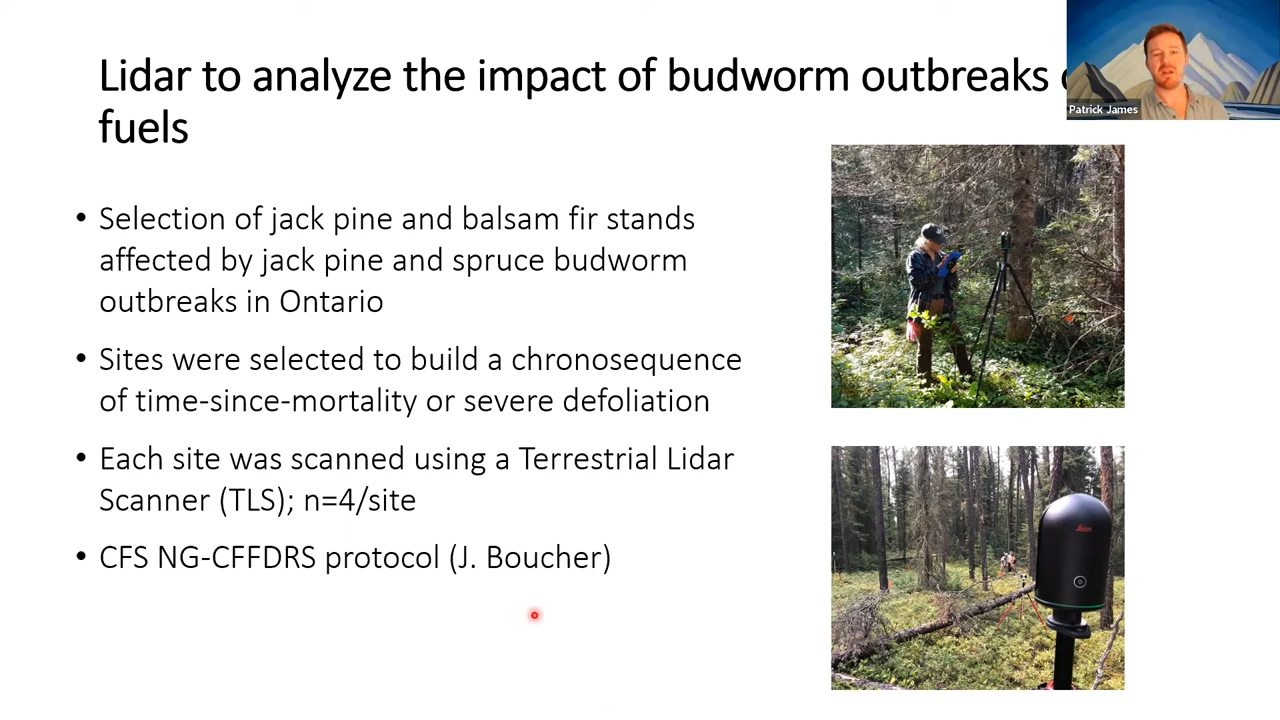 Lidar to analyze the impact of budworm outbreaks
fuels
Patrick James
• Selection of jack pine and balsam fir stands
affected by jack pine and spruce budworm
outbreaks in Ontario
• Sites were selected to build a chronosequence
of time-since-mortality or severe defoliation
• Each site was scanned using a Terrestrial Lidar
Scanner (TLS); n=4/site
• CFS NG-CFFDRS protocol (J. Boucher)
Leica